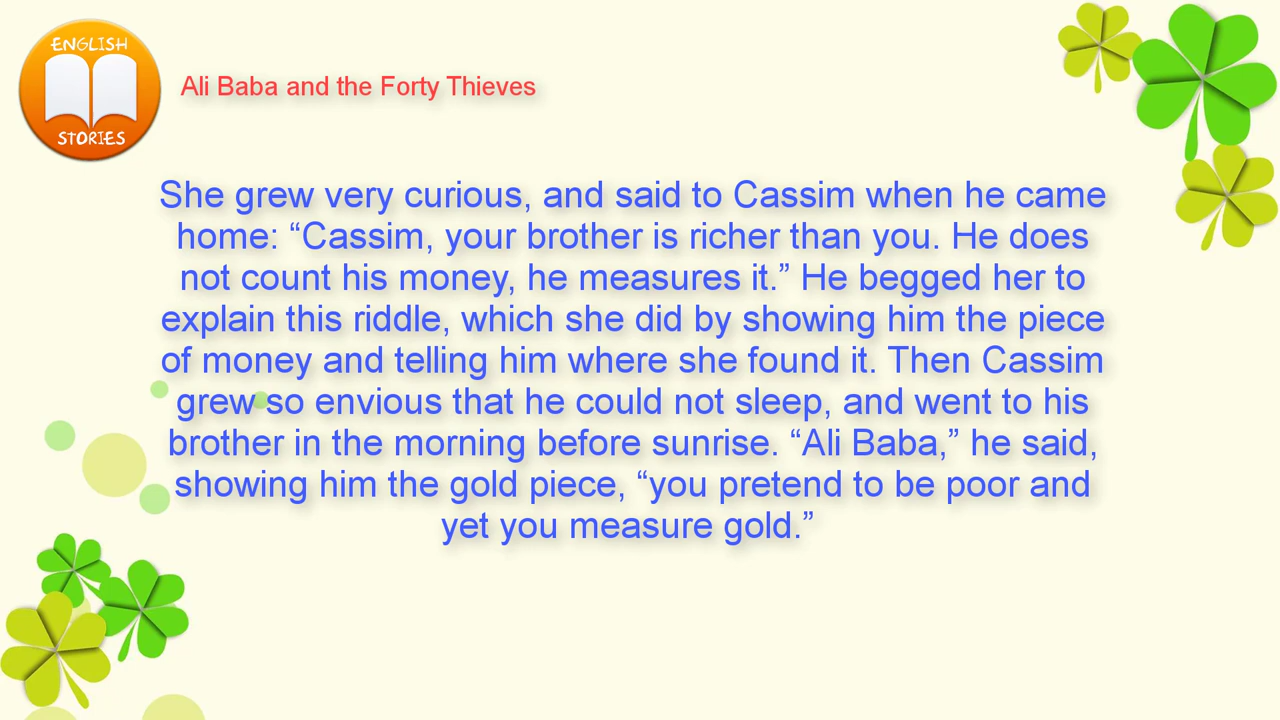 ENGLISH
STORIES
Ali Baba and the Forty Thieves
She grew very curious, and said to Cassim when he came
home: “Cassim, your brother is richer than you. He does
not count his money, he measures it.” He begged her to
explain this riddle, which she did by showing him the piece
of money and telling him where she found it. Then Cassim
grew so envious that he could not sleep, and went to his
brother in the morning before sunrise. “Ali Baba,” he said,
showing him the gold piece, “you pretend to be poor and
yet you measure gold.”